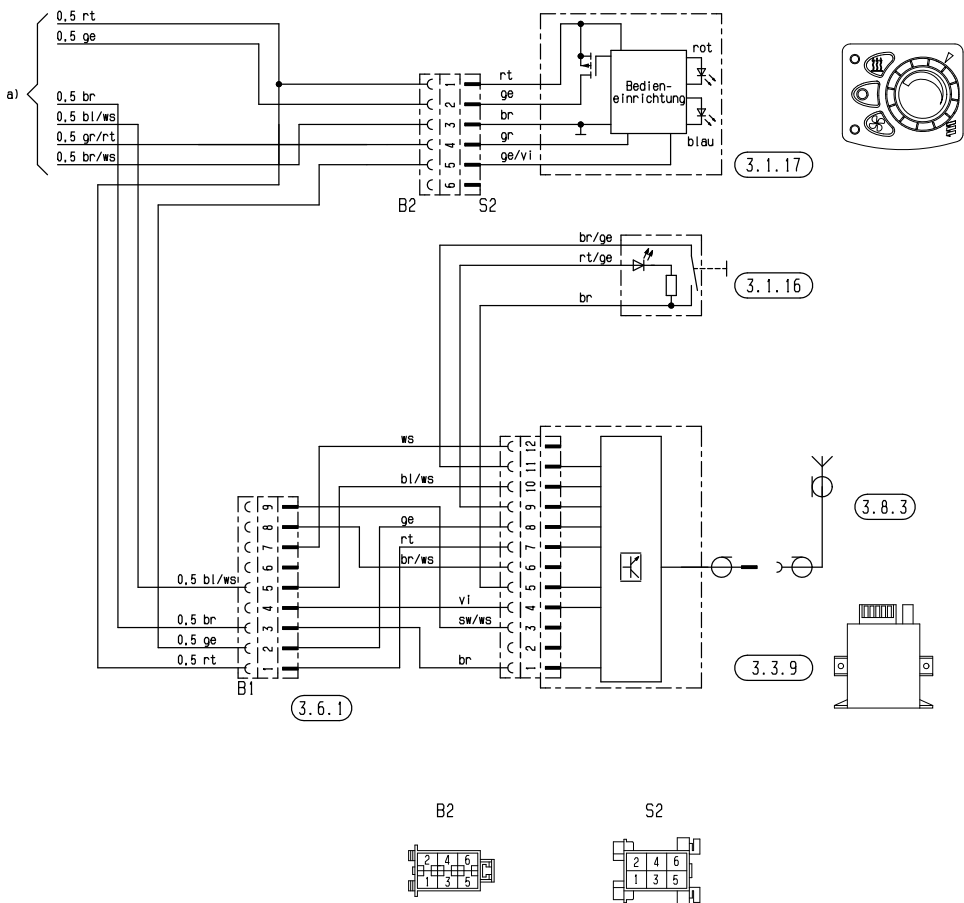 0,5 rt
0,5 ge
a)
0,5 br
0,5 bl/ws
0,5 gr/rt
0,5 br/ws
rt
ge
br
gr
ge/vi
1
2
3
4
5
6
B2
S2
Bedien-
einrichtung
rot
blau
3.1.17
br/ge
rt/ge
br
3.1.16
ws
bl/ws
ge
rt
br/ws
vi
sw/ws
br
12
11
10
9
8
7
6
5
4
3
2
1
9
8
7
6
5
4
3
2
1
0,5 bl/ws
0,5 br
0,5 ge
0,5 rt
B1
3.6.1
3.8.3
3.3.9
B2
2 4 6
1 3 5
S2
2 4 6
1 3 5